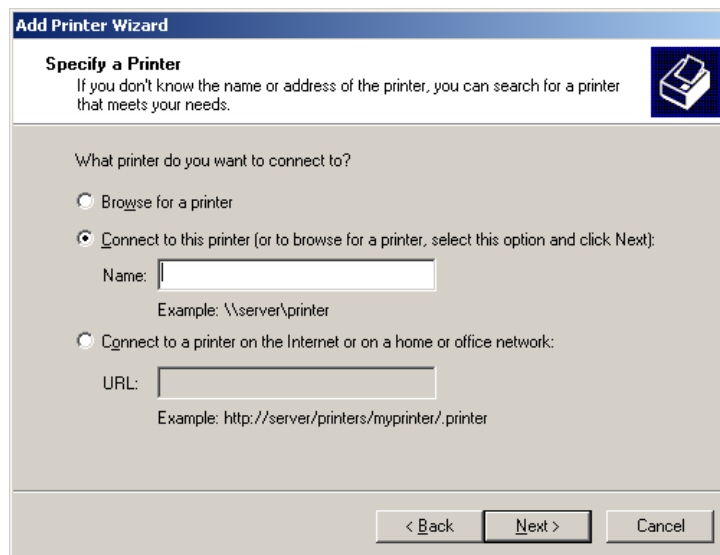 Add Printer Wizard
Specify a Printer
If you don't know the name or address of the printer, you can search for a printer
that meets your needs.
What printer do you want to connect to?
Browse for a printer
Connect to this printer (or to browse for a printer, select this option and click Next):
Name:
Example: \\server\printer
Connect to a printer on the Internet or on a home or office network:
URL:
Example: http://server/printers/myprinter/.printer
< Back Next > Cancel